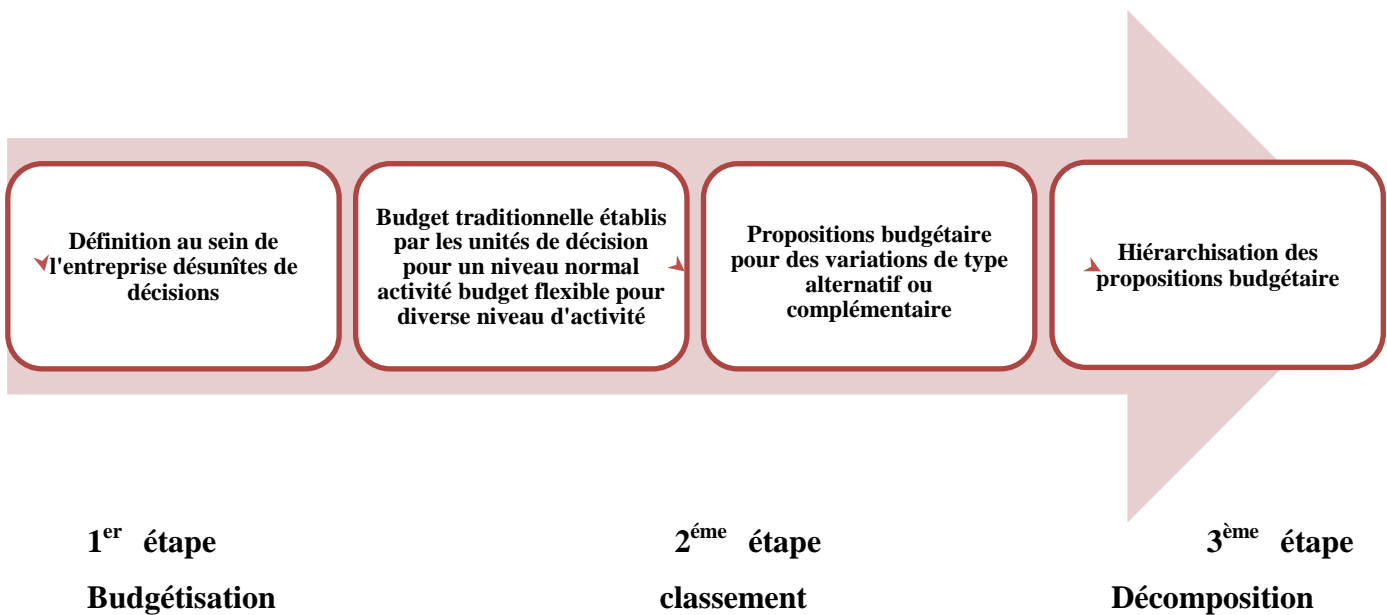 Définition au sein de
l'entreprise désunîtes de
décisions
Budget traditionnelle établis
par les unités de décision
pour un niveau normal
activité budget flexible pour
diverse niveau d'activité
Propositions budgétaire
pour des variations de type
alternatif ou
complémentaire
Hiérarchisation des
propositions budgétaire
1er étape
2éme étape
3ème étape
Budgétisation
classement
Décomposition